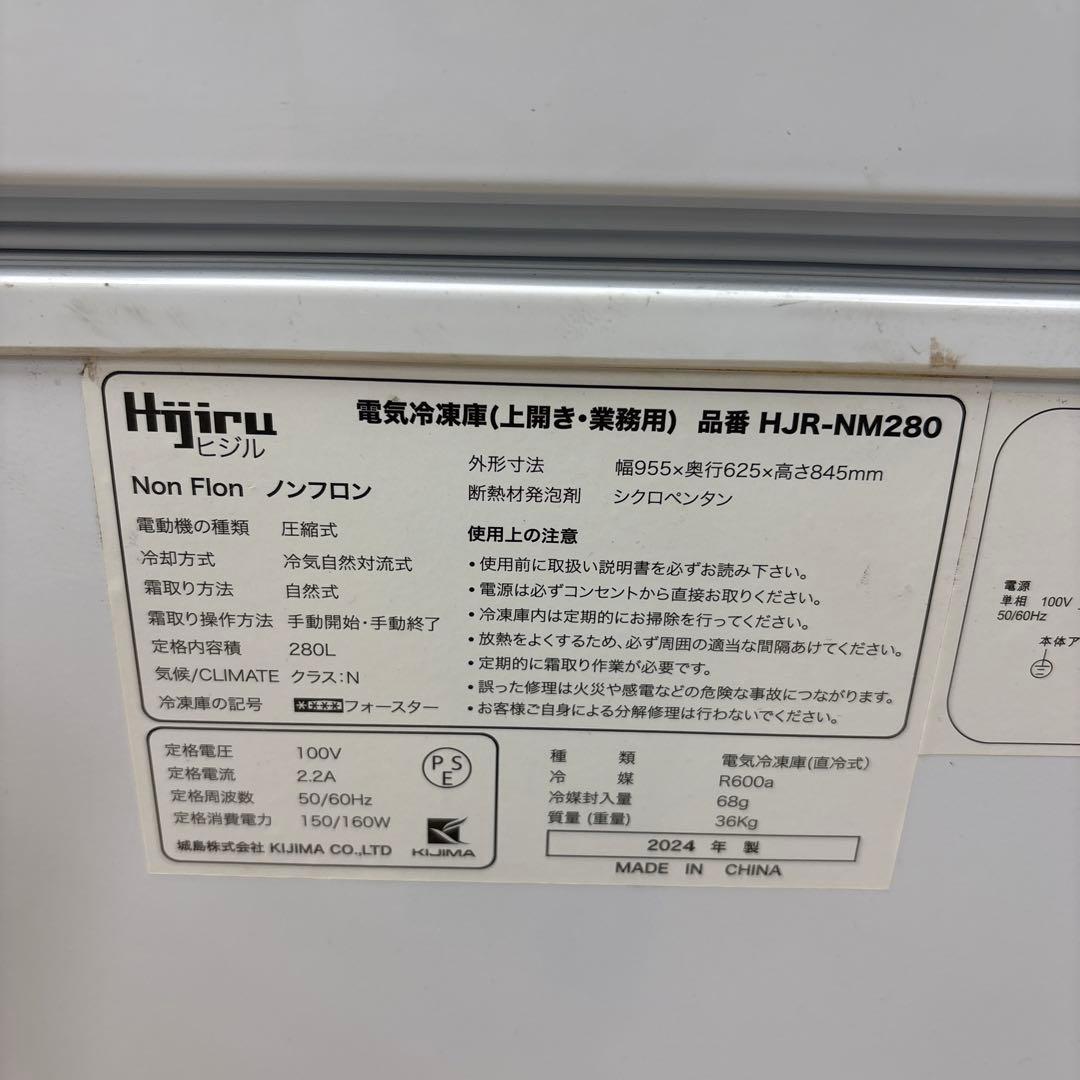 Hijiru
ヒジル
電気冷凍庫(上開き・業務用) 品番 HJR-NM280
Non Flon ノンフロン
外形寸法 幅955×奥行625×高さ845mm
断熱材発泡剤 シクロペンタン
電動機の種類 圧縮式
冷却方式 冷気自然対流式
霜取り方法 自然式
霜取り操作方法 手動開始・手動終了
定格内容積 280L
気候/CLIMATE クラス:N
冷凍庫の記号 ****フォースター
使用上の注意
・使用前に取扱い説明書を必ずお読み下さい。
・電源は必ずコンセントから直接お取りください。
・冷凍庫内は定期的にお掃除を行ってください。
・放熱をよくするため、必ず周囲の適当な間隔あけてください。
・定期的に霜取り作業が必要です。
・誤った修理は火災や感電などの危険な事故につながります。
・お客様ご自身による分解修理は行わないでください。
定格電圧 100V
定格電流 2.2A
定格周波数 50/60Hz
定格消費電力 150/160W
城島株式会社 KIJIMA CO.,LTD
PSE
KIJIMA
種類 電気冷凍庫(直冷式)
冷媒 R600a
冷媒封入量 68g
質量(重量) 36Kg
2024 年 製
MADE IN CHINA
電源
単相 100V
50/60Hz
本体ア